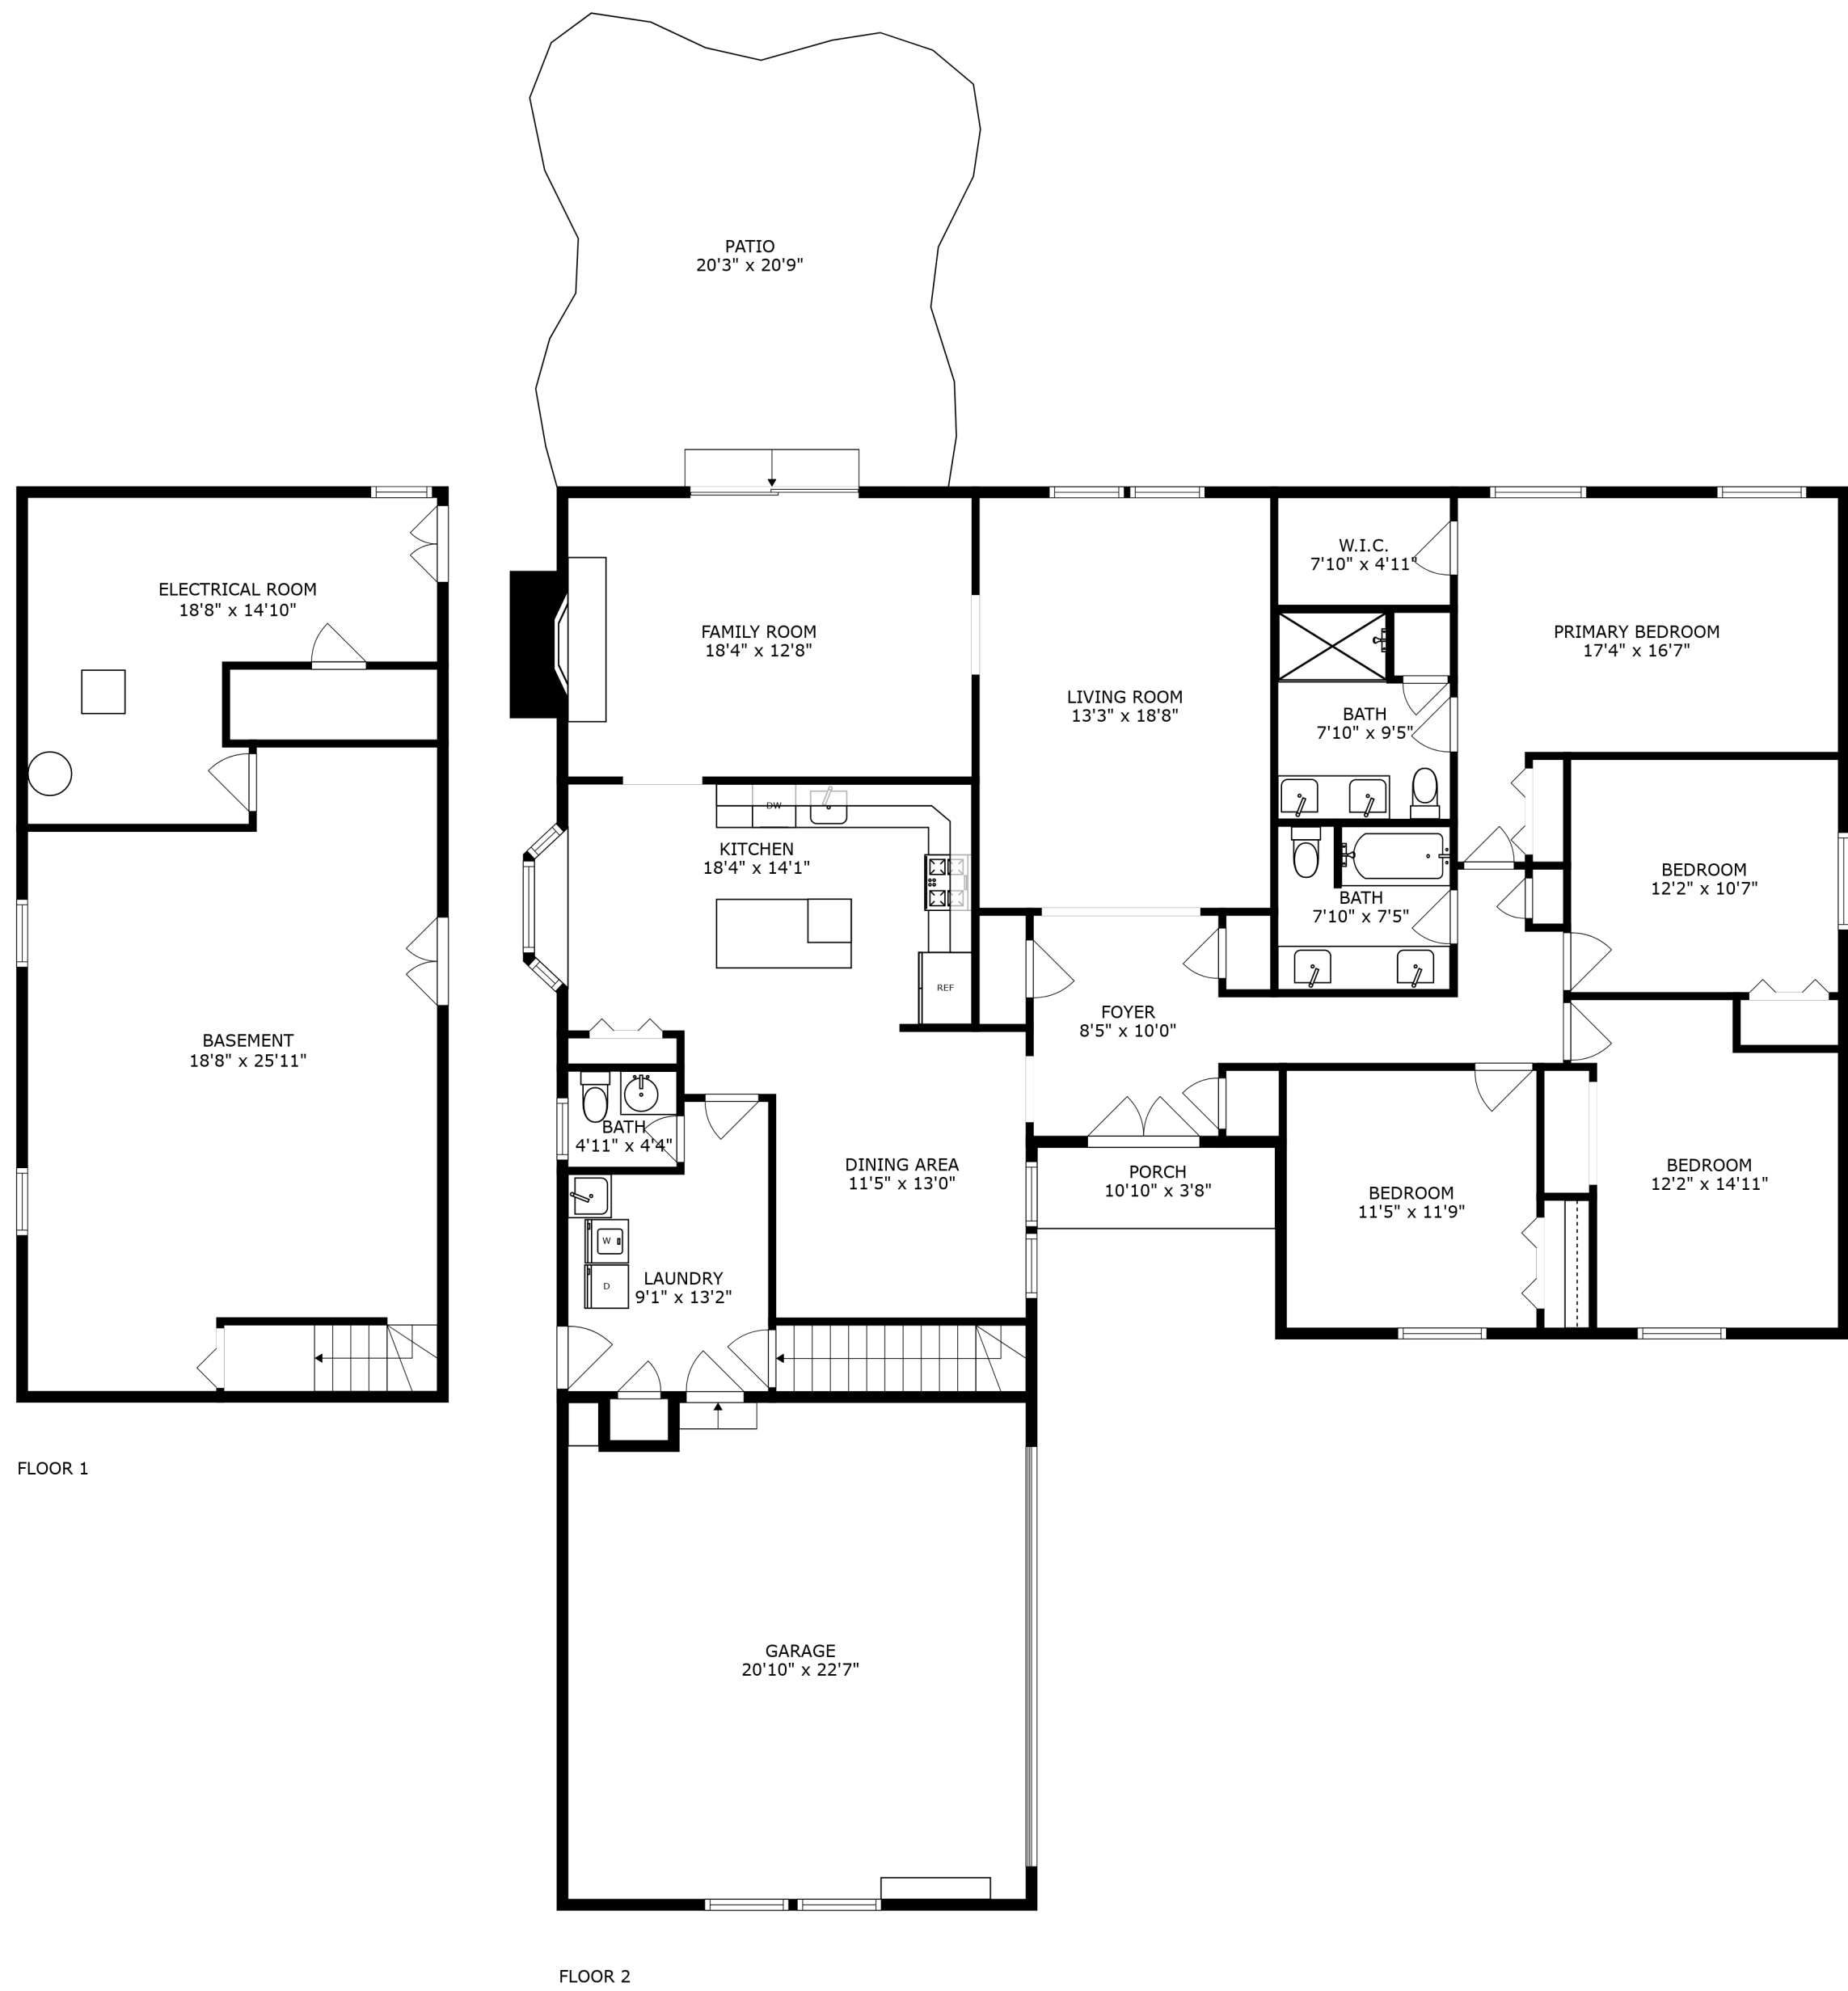 PATIO
20'3" x 20'9"
ELECTRICAL ROOM
18'8" x 14'10"
FAMILY ROOM
18'4" x 12'8"
LIVING ROOM
13'3" x 18'8"
W.I.C.
7'10" x 4'11"
PRIMARY BEDROOM
17'4" x 16'7"
BATH
7'10" x 9'5"
DW
KITCHEN
18'4" x 14'1"
BATH
7'10" x 7'5"
BEDROOM
12'2" x 10'7"
REF
FOYER
8'5" x 10'0"
BASEMENT
18'8" x 25'11"
BATH
4'11" x 4'4"
DINING AREA
11'5" x 13'0"
PORCH
10'10" x 3'8"
BEDROOM
11'5" x 11'9"
BEDROOM
12'2" x 14'11"
W
D
LAUNDRY
9'1" x 13'2"
FLOOR 1
GARAGE
20'10" x 22'7"
FLOOR 2